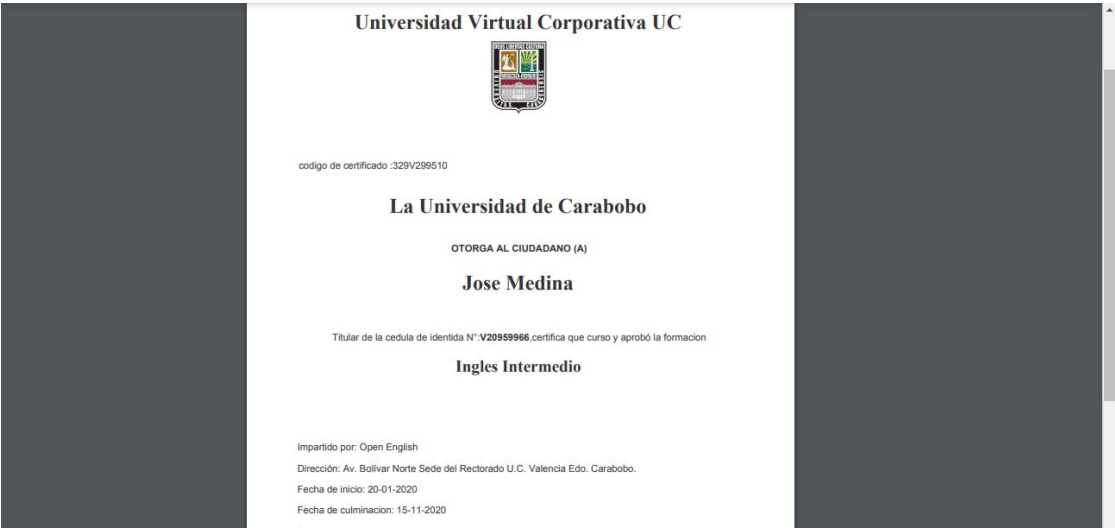 Universidad Virtual Corporativa UC
codigo de certificado :329V299510
La Universidad de Carabobo
OTORGA AL CIUDADANO (A)
Jose Medina
Titular de la cedula de identida N°:V20959966,certifica que curso y aprobó la formacion
Ingles Intermedio
Impartido por: Open English
Dirección: Av. Bolívar Norte Sede del Rectorado U.C. Valencia Edo. Carabobo.
Fecha de inicio: 20-01-2020
Fecha de culminacion: 15-11-2020